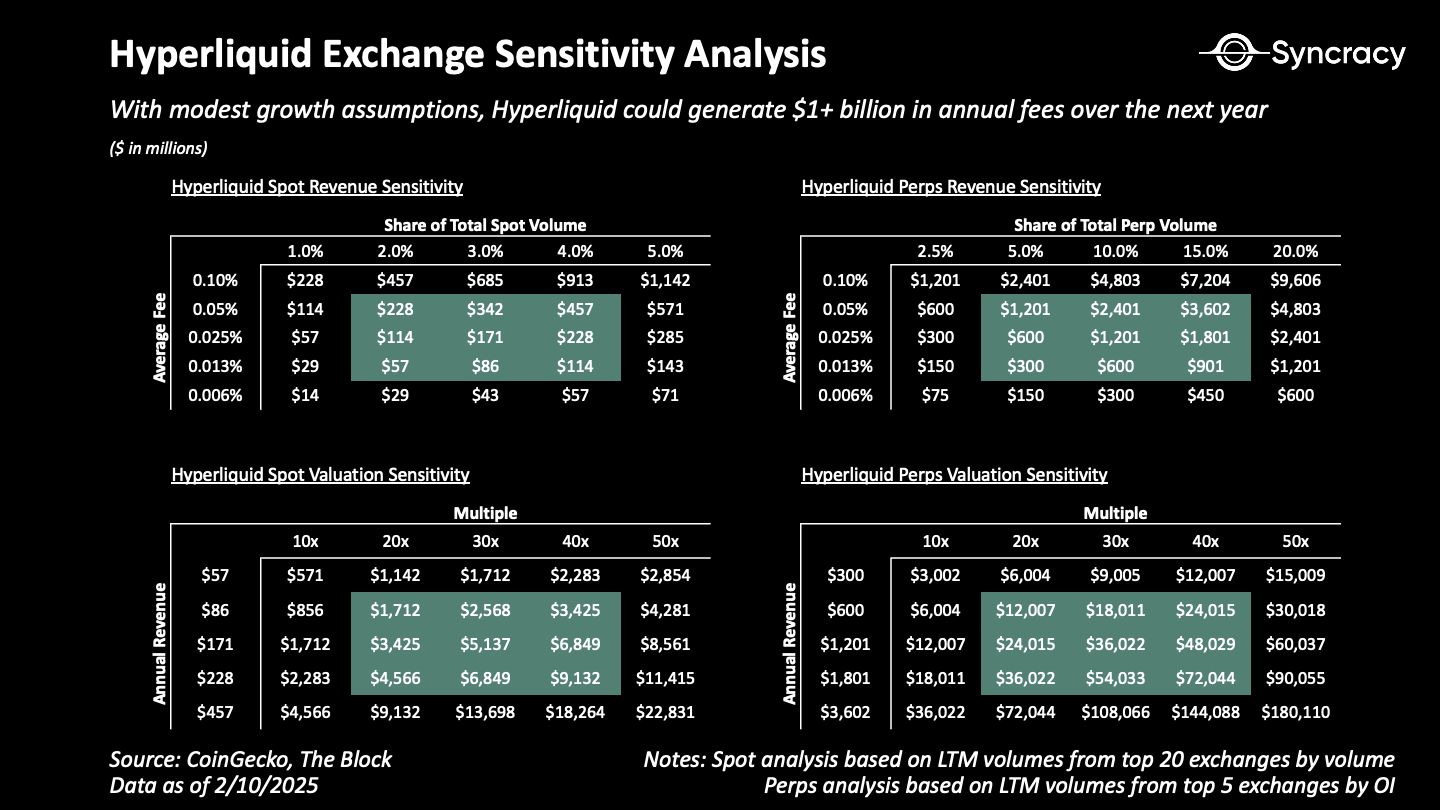 Hyperliquid Exchange Sensitivity Analysis
Syncracy
With modest growth assumptions, Hyperliquid could generate $1+ billion in annual fees over the next year
($ in millions)
Hyperliquid Spot Revenue Sensitivity
Share of Total Spot Volume
1.0% 2.0% 3.0% 4.0% 5.0%
Average Fee
0.10% $228 $457 $685 $913 $1,142
0.05% $114 $228 $342 $457 $571
0.025% $57 $114 $171 $228 $285
0.013% $29 $57 $86 $114 $143
0.006% $14 $29 $43 $57 $71
Hyperliquid Perps Revenue Sensitivity
Share of Total Perp Volume
2.5% 5.0% 10.0% 15.0% 20.0%
Average Fee
0.10% $1,201 $2,401 $4,803 $7,204 $9,606
0.05% $600 $1,201 $2,401 $3,602 $4,803
0.025% $300 $600 $1,201 $1,801 $2,401
0.013% $150 $300 $600 $901 $1,201
0.006% $75 $150 $300 $450 $600
Hyperliquid Spot Valuation Sensitivity
Multiple
10x 20x 30x 40x 50x
Annual Revenue
$57 $571 $1,142 $1,712 $2,283 $2,854
$86 $856 $1,712 $2,568 $3,425 $4,281
$171 $1,712 $3,425 $5,137 $6,849 $8,561
$228 $2,283 $4,566 $6,849 $9,132 $11,415
$457 $4,566 $9,132 $13,698 $18,264 $22,831
Hyperliquid Perps Valuation Sensitivity
Multiple
10x 20x 30x 40x 50x
Annual Revenue
$300 $3,002 $6,004 $9,005 $12,007 $15,009
$600 $6,004 $12,007 $18,011 $24,015 $30,018
$1,201 $12,007 $24,015 $36,022 $48,029 $60,037
$1,801 $18,011 $36,022 $54,033 $72,044 $90,055
$3,602 $36,022 $72,044 $108,066 $144,088 $180,110
Source: CoinGecko, The Block
Data as of 2/10/2025
Notes: Spot analysis based on LTM volumes from top 20 exchanges by volume
Perps analysis based on LTM volumes from top 5 exchanges by OI